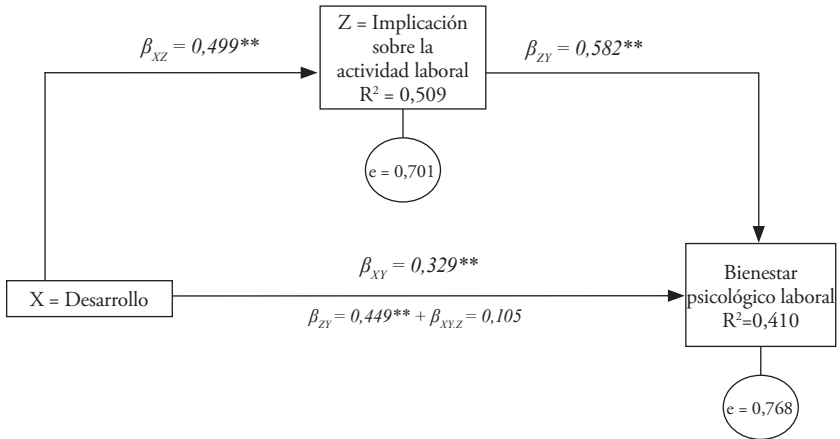 Z = Implicación
sobre la
actividad laboral
R² = 0,509
β_XZ = 0,499**
β_ZY = 0,582**
e = 0,701
β_XY = 0,329**
X = Desarrollo
β_ZY = 0,449** + β_XY.Z = 0,105
Bienestar
psicológico laboral
R²=0,410
e = 0,768